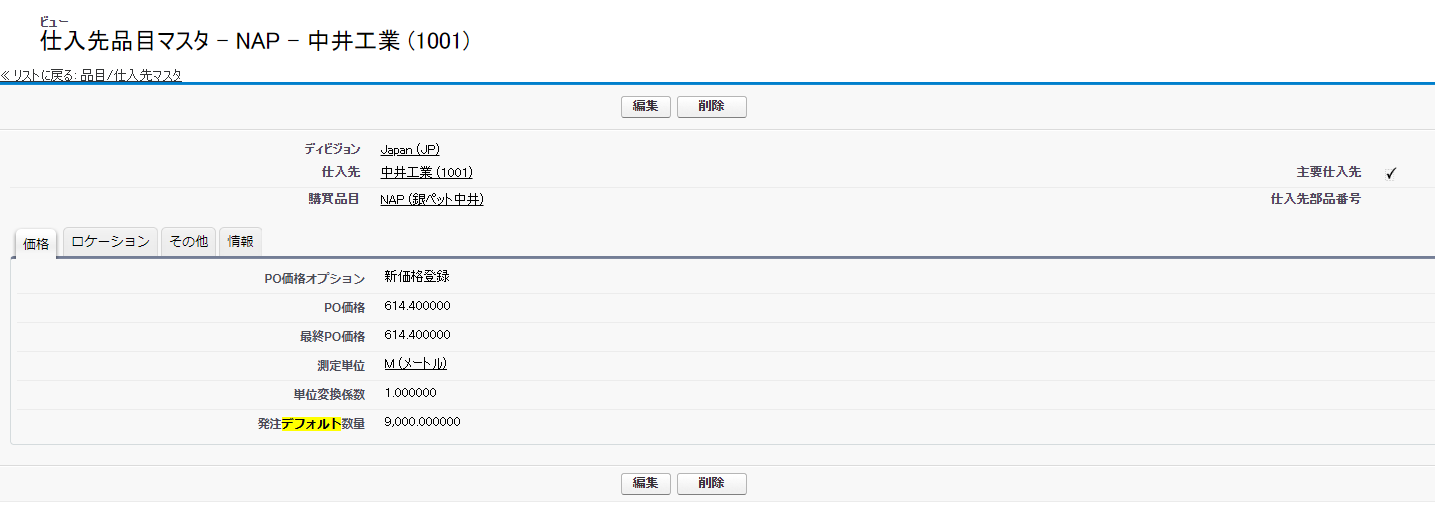 ビュー
仕入先品目マスタ - NAP - 中井工業 (1001)
≪ リストに戻る: 品目/仕入先マスタ
編集 削除
ディビジョン Japan (JP)
仕入先 中井工業 (1001) 主要仕入先 ✓
購買品目 NAP (銀ペット中井) 仕入先部品番号
価格 ロケーション その他 情報
PO価格オプション 新価格登録
PO価格 614.400000
最終PO価格 614.400000
測定単位 M (メートル)
単位変換係数 1.000000
発注デフォルト数量 9,000.000000
編集 削除